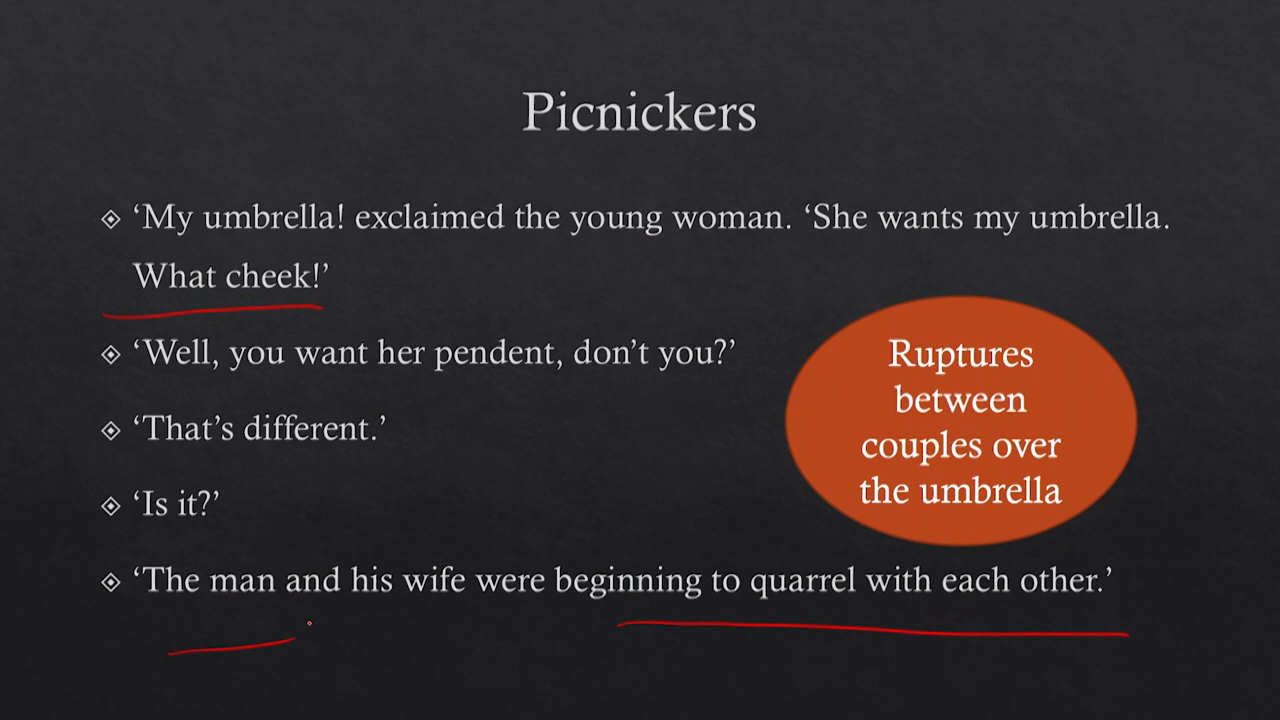 Picnickers
‘My umbrella! exclaimed the young woman. ‘She wants my umbrella.
What cheek!’
‘Well, you want her pendent, don’t you?’
‘That’s different.’
‘Is it?’
‘The man and his wife were beginning to quarrel with each other.’
Ruptures
between
couples over
the umbrella